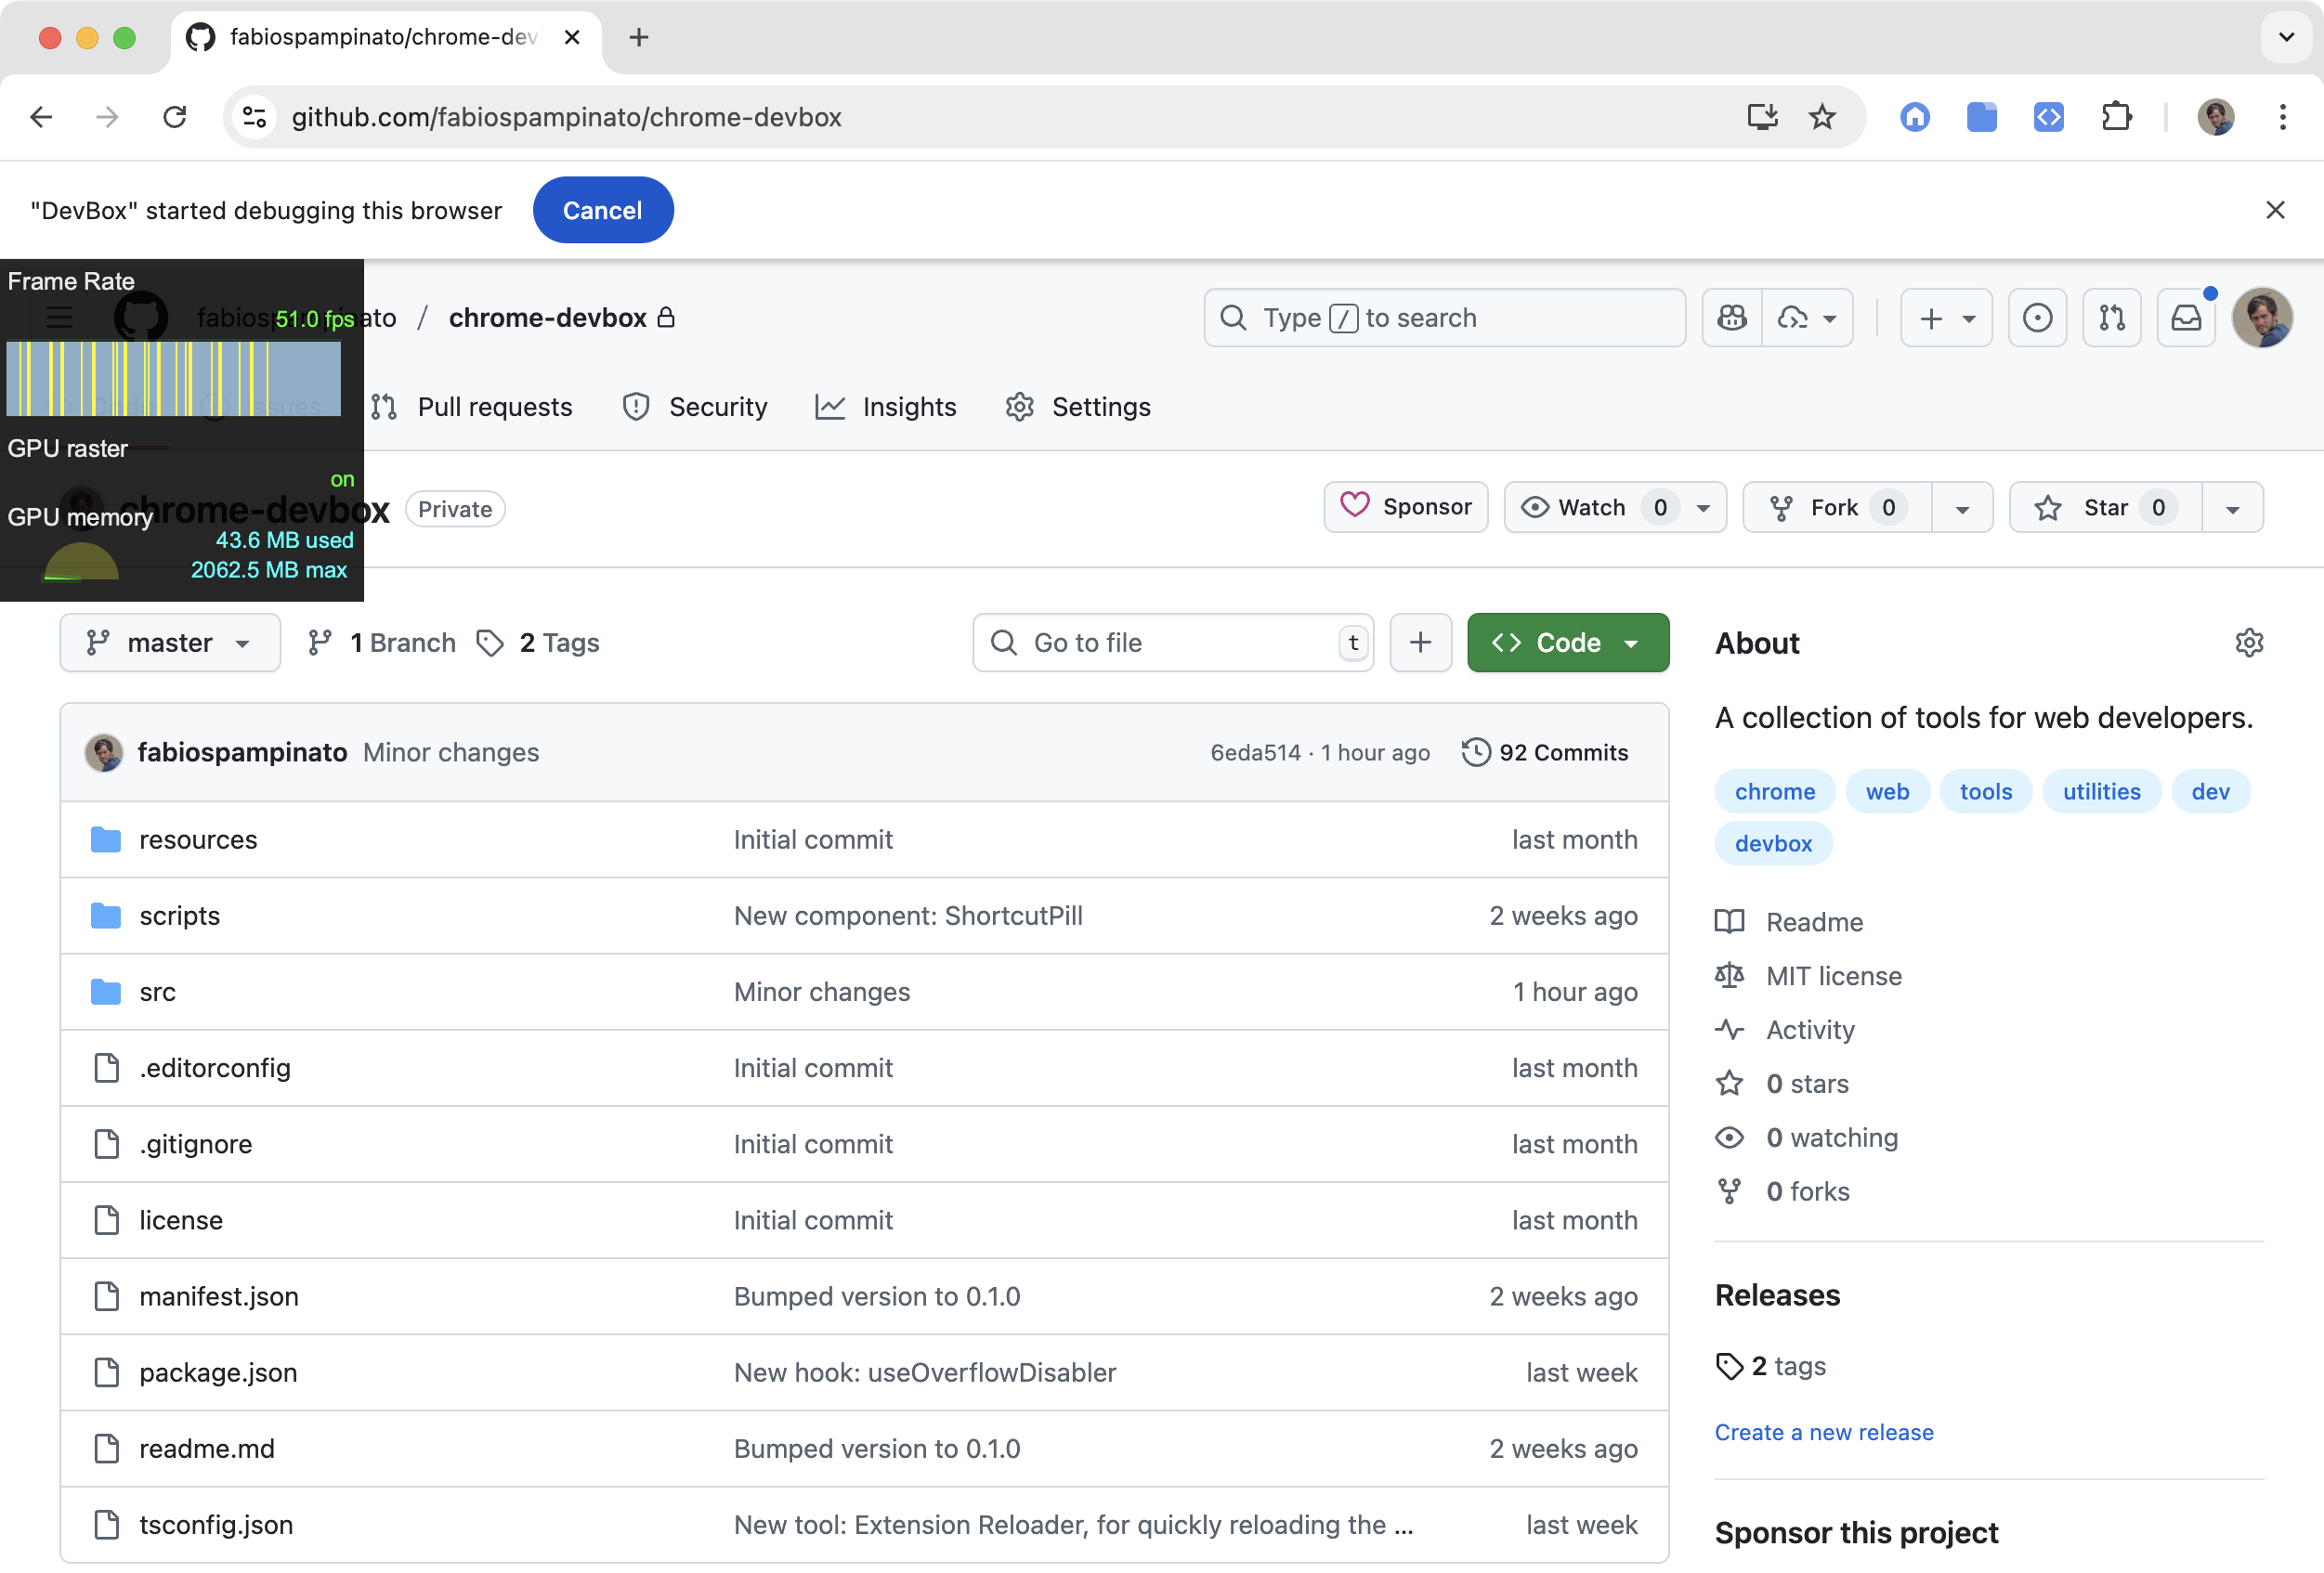 fabiospampinato/chrome-dev
github.com/fabiospampinato/chrome-devbox
"DevBox" started debugging this browser Cancel
Frame Rate
51.0 fps
fabiospampinato / chrome-devbox
Type / to search
Code Issues Pull requests Security Insights Settings
GPU raster
on
GPU memory
43.6 MB used
2062.5 MB max
chrome-devbox Private
Sponsor Watch 0 Fork 0 Star 0
master 1 Branch 2 Tags
Go to file t Code
fabiospampinato Minor changes 6eda514 · 1 hour ago 92 Commits
resources Initial commit last month
scripts New component: ShortcutPill 2 weeks ago
src Minor changes 1 hour ago
.editorconfig Initial commit last month
.gitignore Initial commit last month
license Initial commit last month
manifest.json Bumped version to 0.1.0 2 weeks ago
package.json New hook: useOverflowDisabler last week
readme.md Bumped version to 0.1.0 2 weeks ago
tsconfig.json New tool: Extension Reloader, for quickly reloading the ... last week
About
A collection of tools for web developers.
chrome web tools utilities dev
devbox
Readme
MIT license
Activity
0 stars
0 watching
0 forks
Releases
2 tags
Create a new release
Sponsor this project